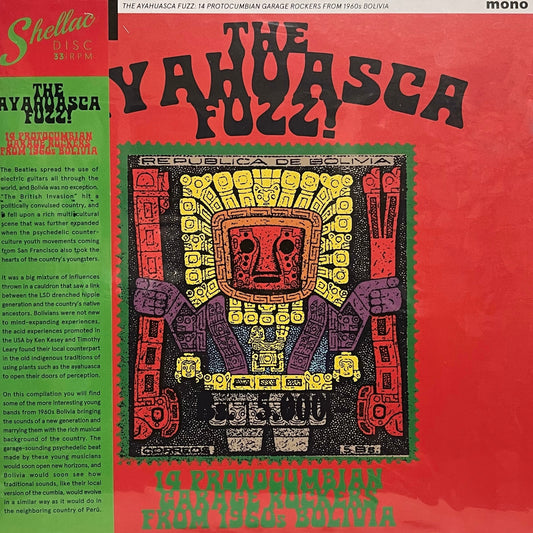 THE AYAHUASCA FUZZ: 14 PROTOCUMBIAN GARAGE ROCKERS FROM 1960s BOLIVIA
mono
Shellac
DISC
33⅓RPM
THE
AYAHUASCA
FUZZ!
14 PROTOCUMBIAN
GARAGE ROCKERS
FROM 1960s BOLIVIA
The Beatles spread the use of
electric guitars all through the
world, and Bolivia was no exception.
"The British Invasion" hit a
politically convulsed country, and
fell upon a rich multicultural
scene that was further expanded
when the psychedelic counter-
culture youth movements coming
from San Francisco also took the
hearts of the country's youngsters.
It was a big mixture of influences
thrown in a cauldron that saw a link
between the LSD drenched hippie
generation and the country's native
ancestors. Bolivians were not new
to mind-expanding experiences,
the acid experiences promoted in
the USA by Ken Kesey and Timothy
Leary found their local counterpart
in the old indigenous traditions of
using plants such as the ayahuasca
to open their doors of perception.
On this compilation you will find
some of the more interesting young
bands from 1960s Bolivia bringing
the sounds of a new generation and
marrying them with the rich musical
background of the country. The
garage-sounding psychedelic beat
made by these young musicians
would soon open new horizons, and
Bolivia would soon see how
traditional sounds, like their local
version of the cumbia, would evolve
in a similar way as it would do in
the neighboring country of Perú.
THE
AYAHUASCA
FUZZ!
REPUBLICA DE BOLIVIA
Bs. 5.000
CORREOS
14 PROTOCUMBIAN
GARAGE ROCKERS
FROM 1960s BOLIVIA